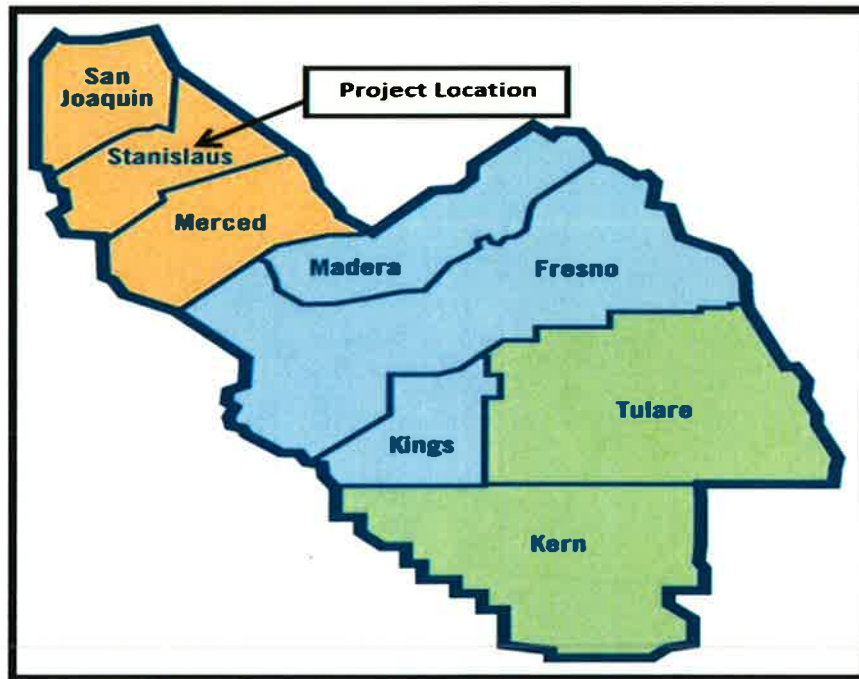 San
Joaquin
Project Location
Stanislaus
Merced
Madera
Fresno
Tulare
Kings
Kern